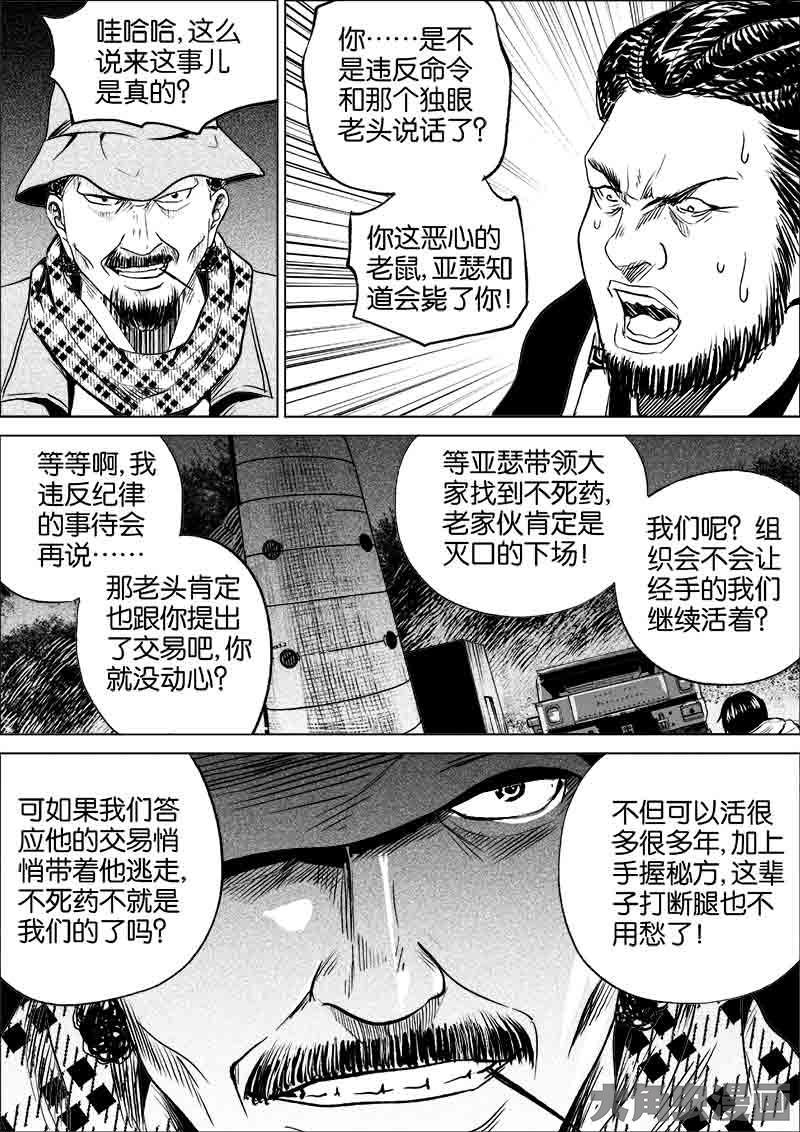 哇哈哈，这么
说来这事儿
是真的？
你……是不
是违反命令
和那个独眼
老头说话了？
你这恶心的
老鼠，亚瑟知
道会毙了你！
等等啊，我
违反纪律
的事待会
再说……
那老头肯定
也跟你提出
了交易吧，你
就没动心？
等亚瑟带领大
家找到不死药，
老家伙肯定是
灭口的下场！
我们呢？组
织会不会让
经手的我们
继续活着？
可如果我们答
应他的交易悄
悄带着他逃走，
不死药不就是
我们的了吗？
不但可以活很
多很多年，加上
手握秘方，这辈
子打断腿也不
用愁了！